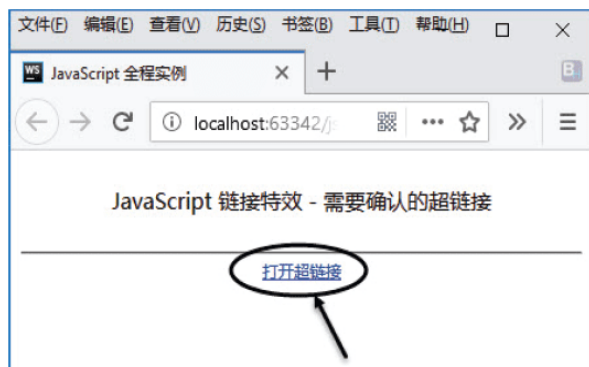 文件(F) 编辑(E) 查看(V) 历史(S) 书签(B) 工具(T) 帮助(H)
WS JavaScript 全程实例
localhost:63342/js
JavaScript 链接特效 - 需要确认的超链接
打开超链接